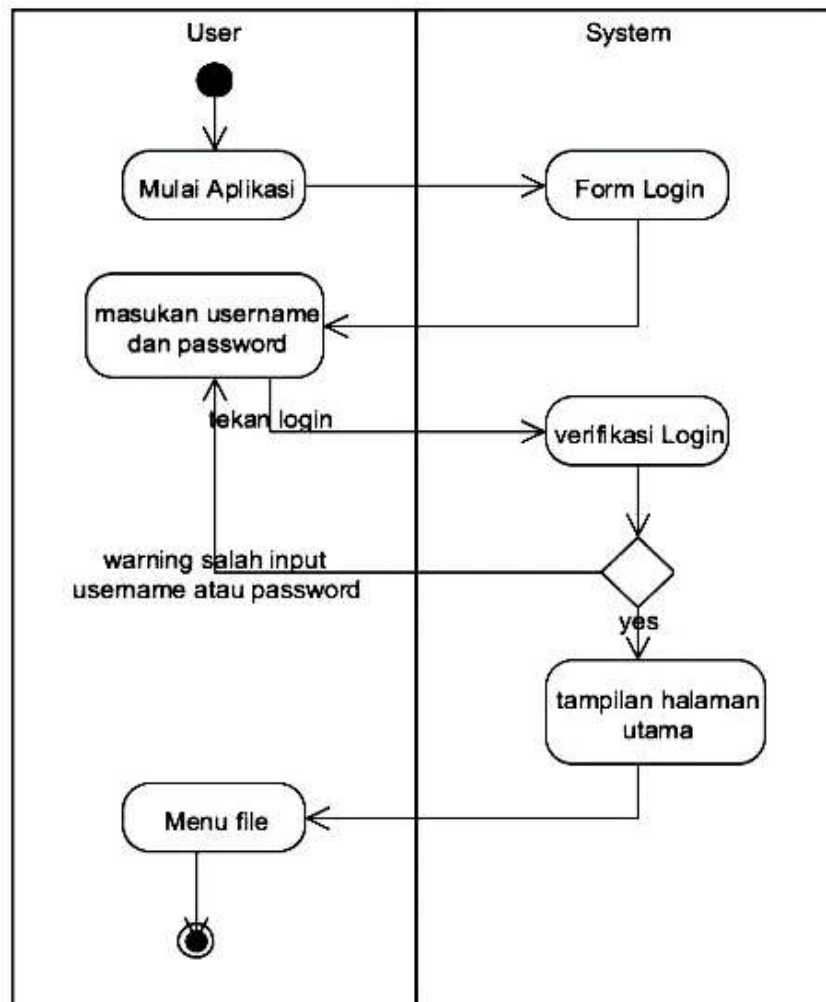 User
System
Mulai Aplikasi
Form Login
masukan username
dan password
tekan login
verifikasi Login
warning salah input
username atau password
yes
tampilan halaman
utama
Menu file